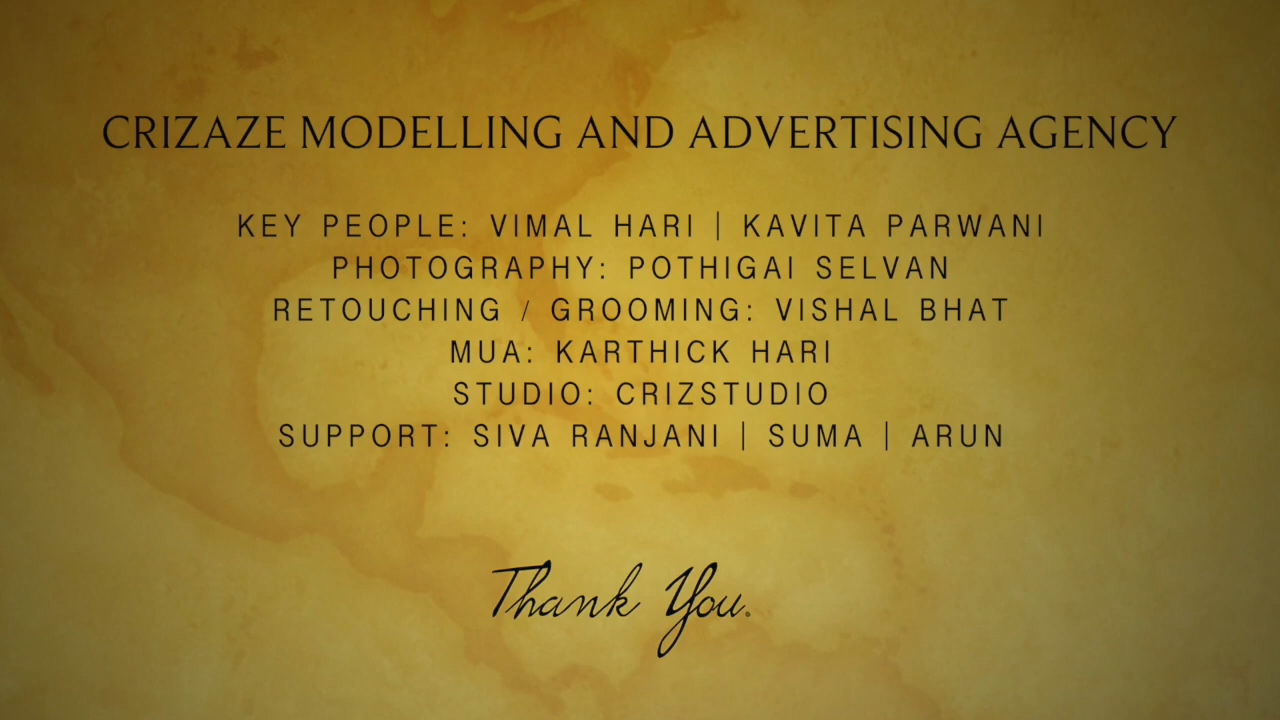 CRIZAZE MODELLING AND ADVERTISING AGENCY
KEY PEOPLE: VIMAL HARI | KAVITA PARWANI
PHOTOGRAPHY: POTHIGAI SELVAN
RETOUCHING / GROOMING: VISHAL BHAT
MUA: KARTHICK HARI
STUDIO: CRIZSTUDIO
SUPPORT: SIVA RANJANI | SUMA | ARUN
Thank You.